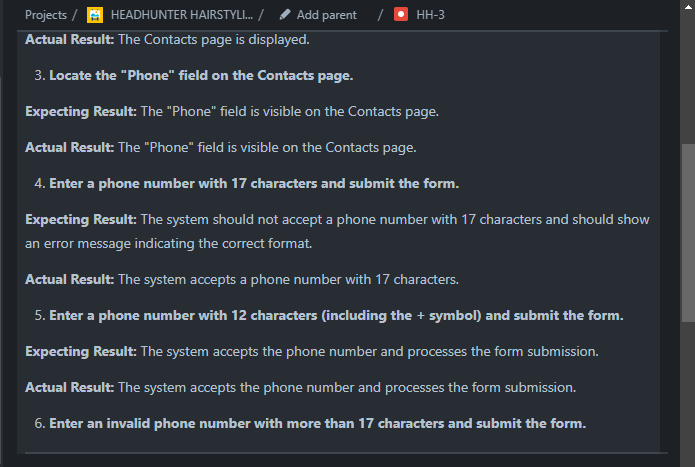 Projects / HEADHUNTER HAIRSTYLI... / Add parent / HH-3
Actual Result: The Contacts page is displayed.
3. Locate the "Phone" field on the Contacts page.
Expecting Result: The "Phone" field is visible on the Contacts page.
Actual Result: The "Phone" field is visible on the Contacts page.
4. Enter a phone number with 17 characters and submit the form.
Expecting Result: The system should not accept a phone number with 17 characters and should show
an error message indicating the correct format.
Actual Result: The system accepts a phone number with 17 characters.
5. Enter a phone number with 12 characters (including the + symbol) and submit the form.
Expecting Result: The system accepts the phone number and processes the form submission.
Actual Result: The system accepts the phone number and processes the form submission.
6. Enter an invalid phone number with more than 17 characters and submit the form.